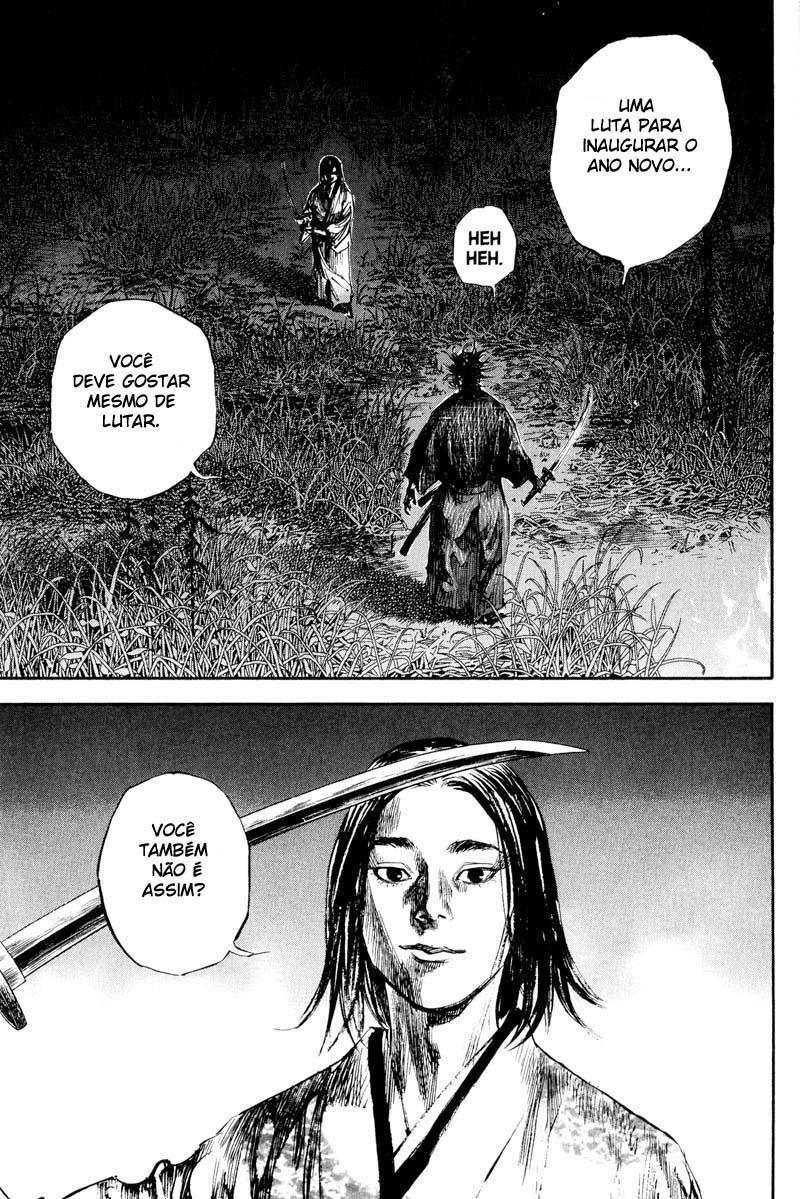 UMA
LUTA PARA
INAUGURAR O
ANO NOVO...
HEH
HEH.
VOCÊ
DEVE GOSTAR
MESMO DE
LUTAR.
VOCÊ
TAMBÉM
NÃO É
ASSIM?